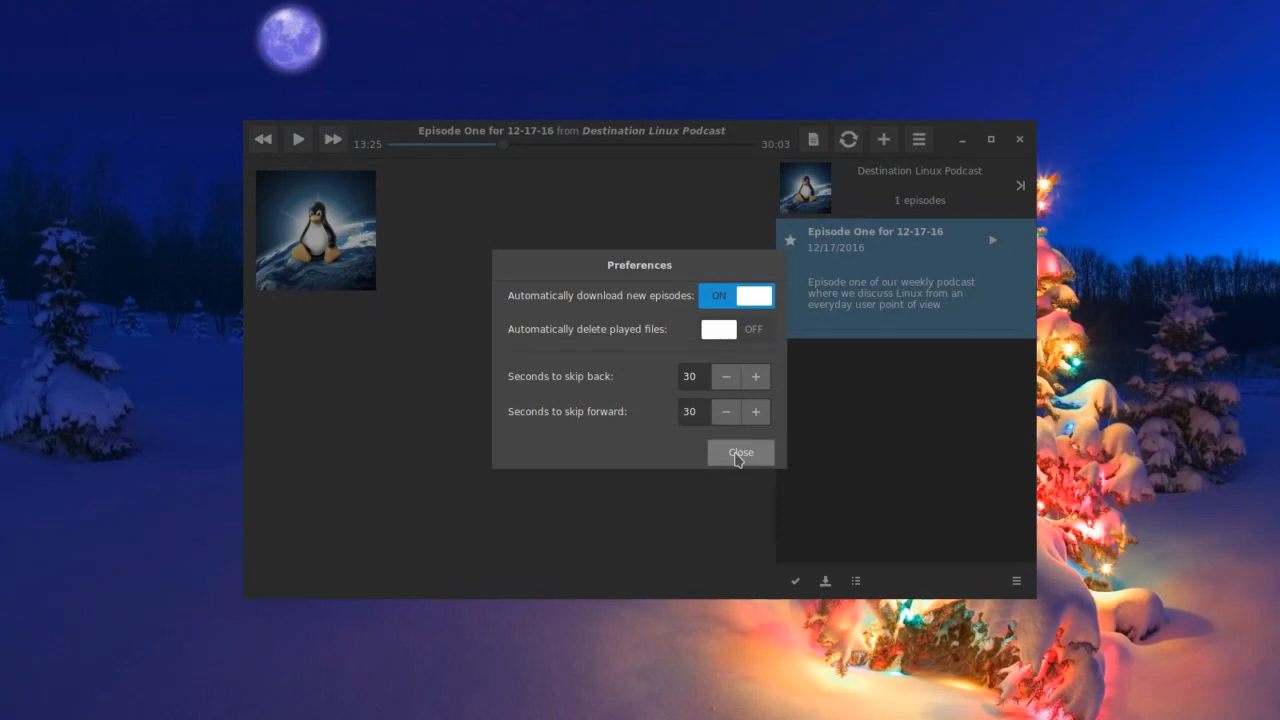 Episode One for 12-17-16 from Destination Linux Podcast
13:25
30:03
Destination Linux Podcast
1 episodes
Episode One for 12-17-16
12/17/2016
Episode one of our weekly podcast
where we discuss Linux from an
everyday user point of view
Preferences
Automatically download new episodes: ON
Automatically delete played files: OFF
Seconds to skip back: 30 − +
Seconds to skip forward: 30 − +
Close